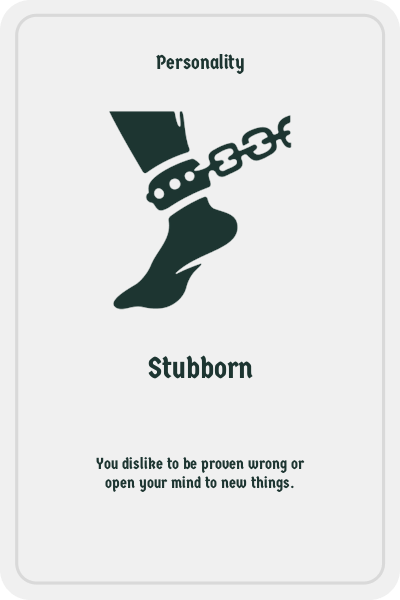 Personality
Stubborn
You dislike to be proven wrong or
open your mind to new things.